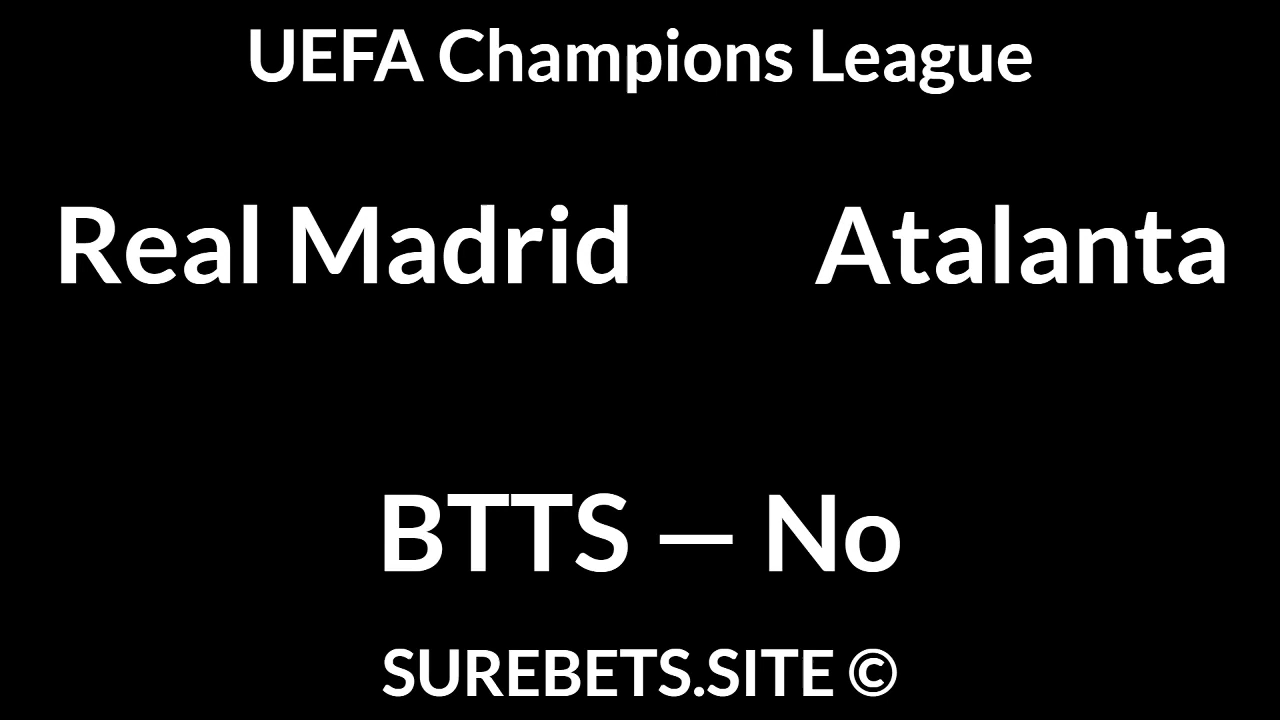 UEFA Champions League
Real Madrid Atalanta
BTTS — No
SUREBETS.SITE ©